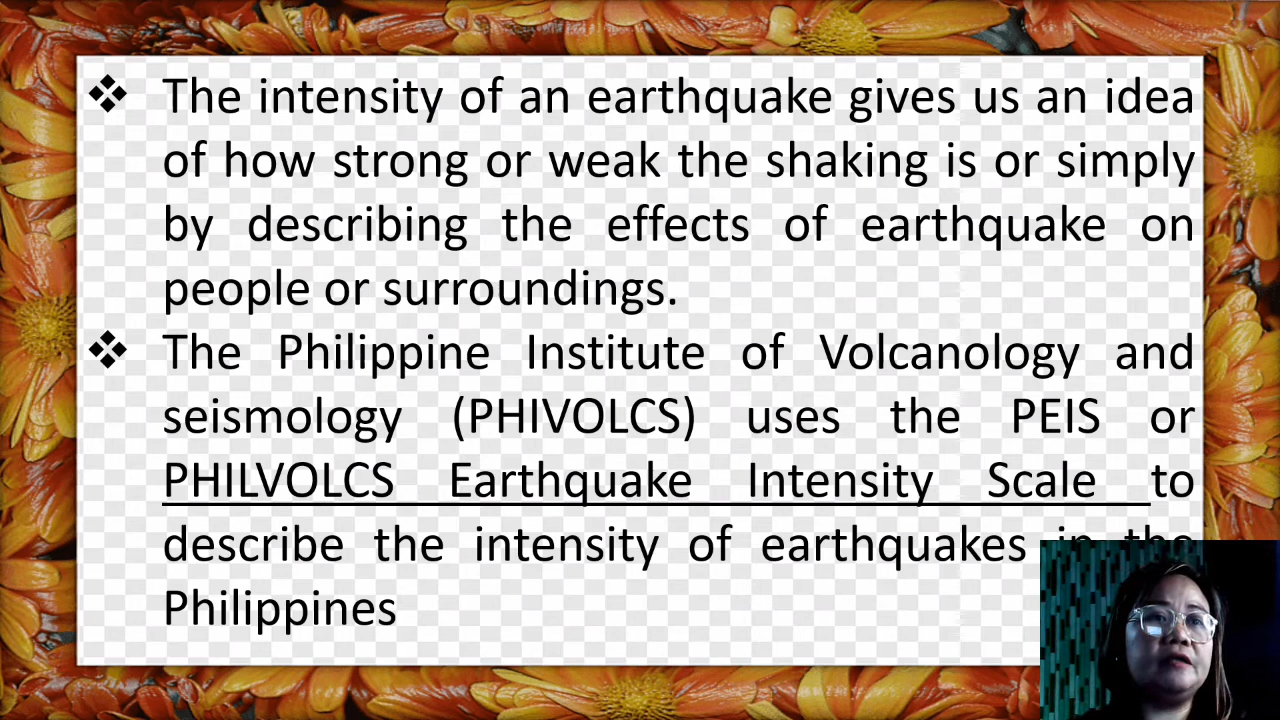 ❖ The intensity of an earthquake gives us an idea
of how strong or weak the shaking is or simply
by describing the effects of earthquake on
people or surroundings.
❖ The Philippine Institute of Volcanology and
seismology (PHIVOLCS) uses the PEIS or
PHILVOLCS Earthquake Intensity Scale to
describe the intensity of earthquakes in the
Philippines